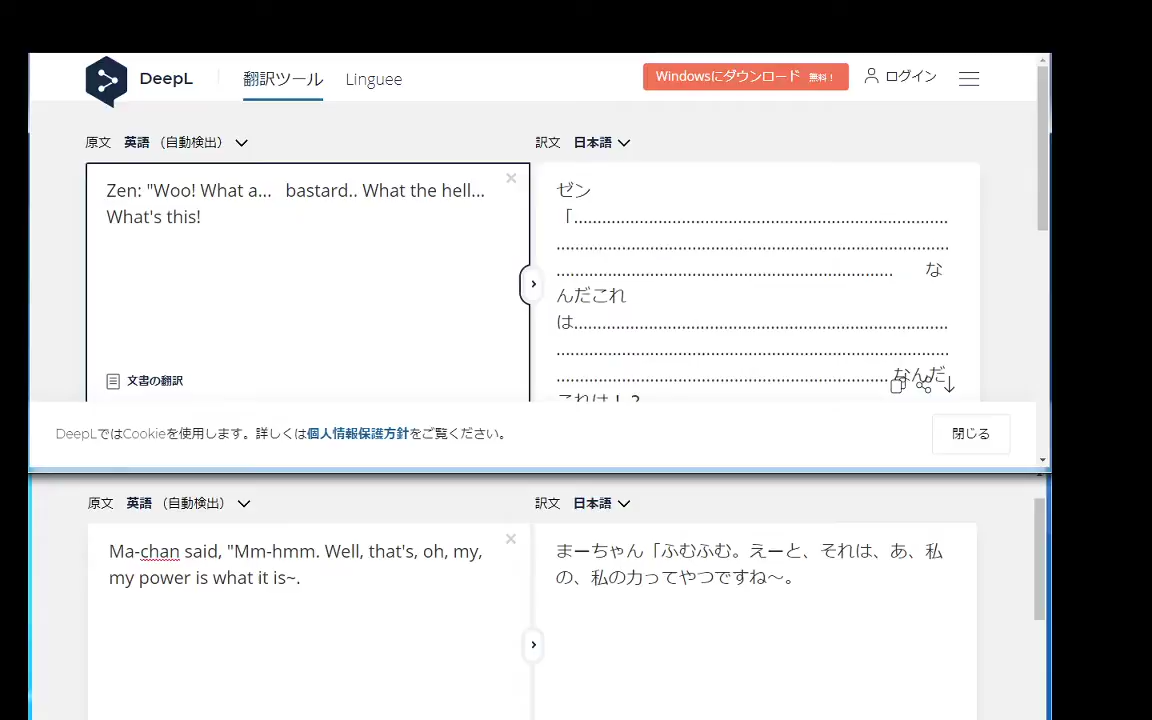 DeepL 翻訳ツール Linguee Windowsにダウンロード 無料！ ログイン
原文 英語 (自動検出) 訳文 日本語
Zen: "Woo! What a... bastard.. What the hell...
What's this!
ゼン
「.......................................................................................
...........................................................................................
.............................................................................. な
んだこれ
は.......................................................................................
...........................................................................................
............................................................................. なんだ
これは！？
文書の翻訳
DeepLではCookieを使用します。詳しくは個人情報保護方針をご覧ください。 閉じる
原文 英語 (自動検出) 訳文 日本語
Ma-chan said, "Mm-hmm. Well, that's, oh, my,
my power is what it is~.
まーちゃん「ふむふむ。えーと、それは、あ、私
の、私の力ってやつですね～。